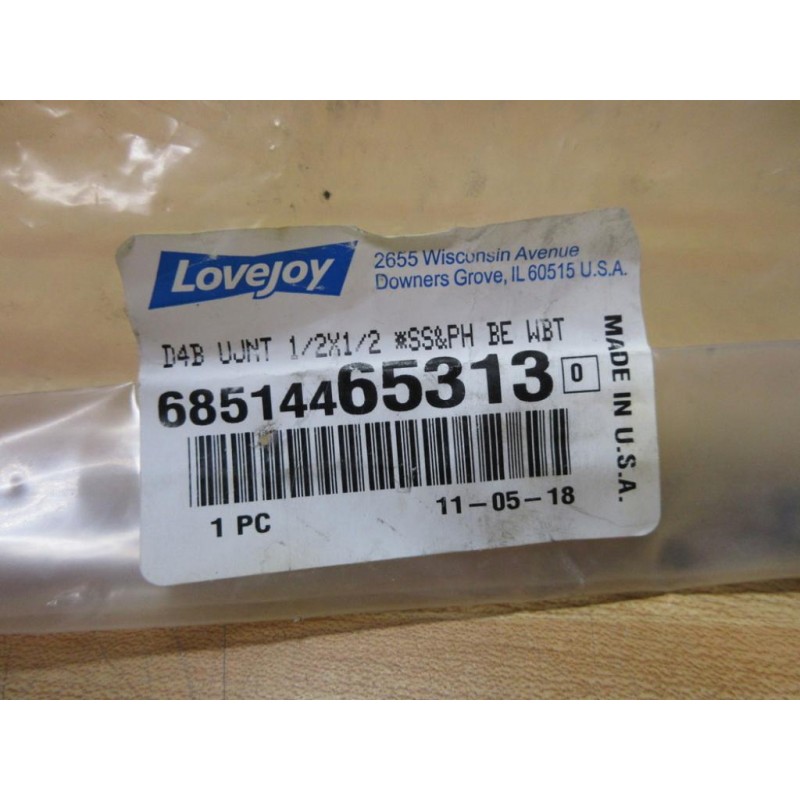 Lovejoy
2655 Wisconsin Avenue
Downers Grove, IL 60515 U.S.A.
D4B UJNT 1/2X1/2 *SS&PH BE WBT
68514465313 0
MADE IN U.S.A.
1 PC
11-05-18